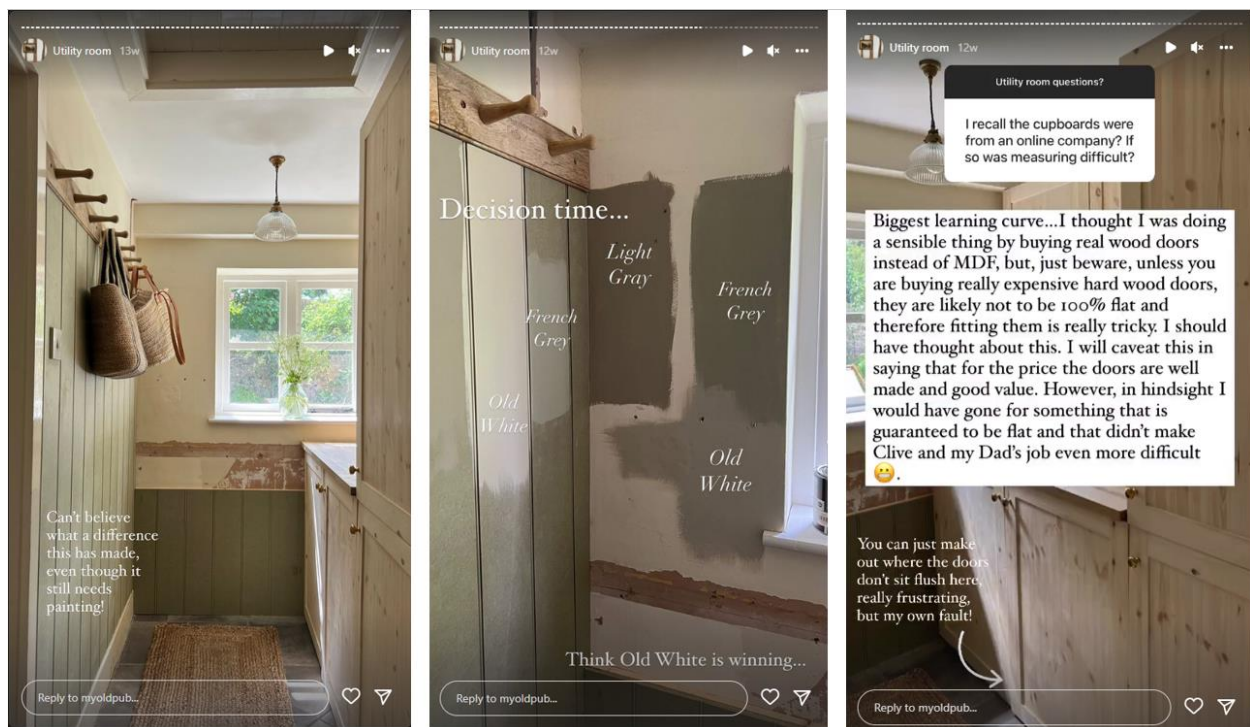 Utility room 13w
Can't believe
what a difference
this has made,
even though it
still needs
painting!
Reply to myoldpub...
Utility room 12w
Decision time...
Light
Gray
French
Grey
French
Grey
Old
White
Old
White
Think Old White is winning...
Reply to myoldpub...
Utility room 12w
Utility room questions?
I recall the cupboards were
from an online company? If
so was measuring difficult?
Biggest learning curve...I thought I was doing
a sensible thing by buying real wood doors
instead of MDF, but, just beware, unless you
are buying really expensive hard wood doors,
they are likely not to be 100% flat and
therefore fitting them is really tricky. I should
have thought about this. I will caveat this in
saying that for the price the doors are well
made and good value. However, in hindsight I
would have gone for something that is
guaranteed to be flat and that didn't make
Clive and my Dad's job even more difficult
😬.
You can just make
out where the doors
don't sit flush here,
really frustrating,
but my own fault!
Reply to myoldpub...